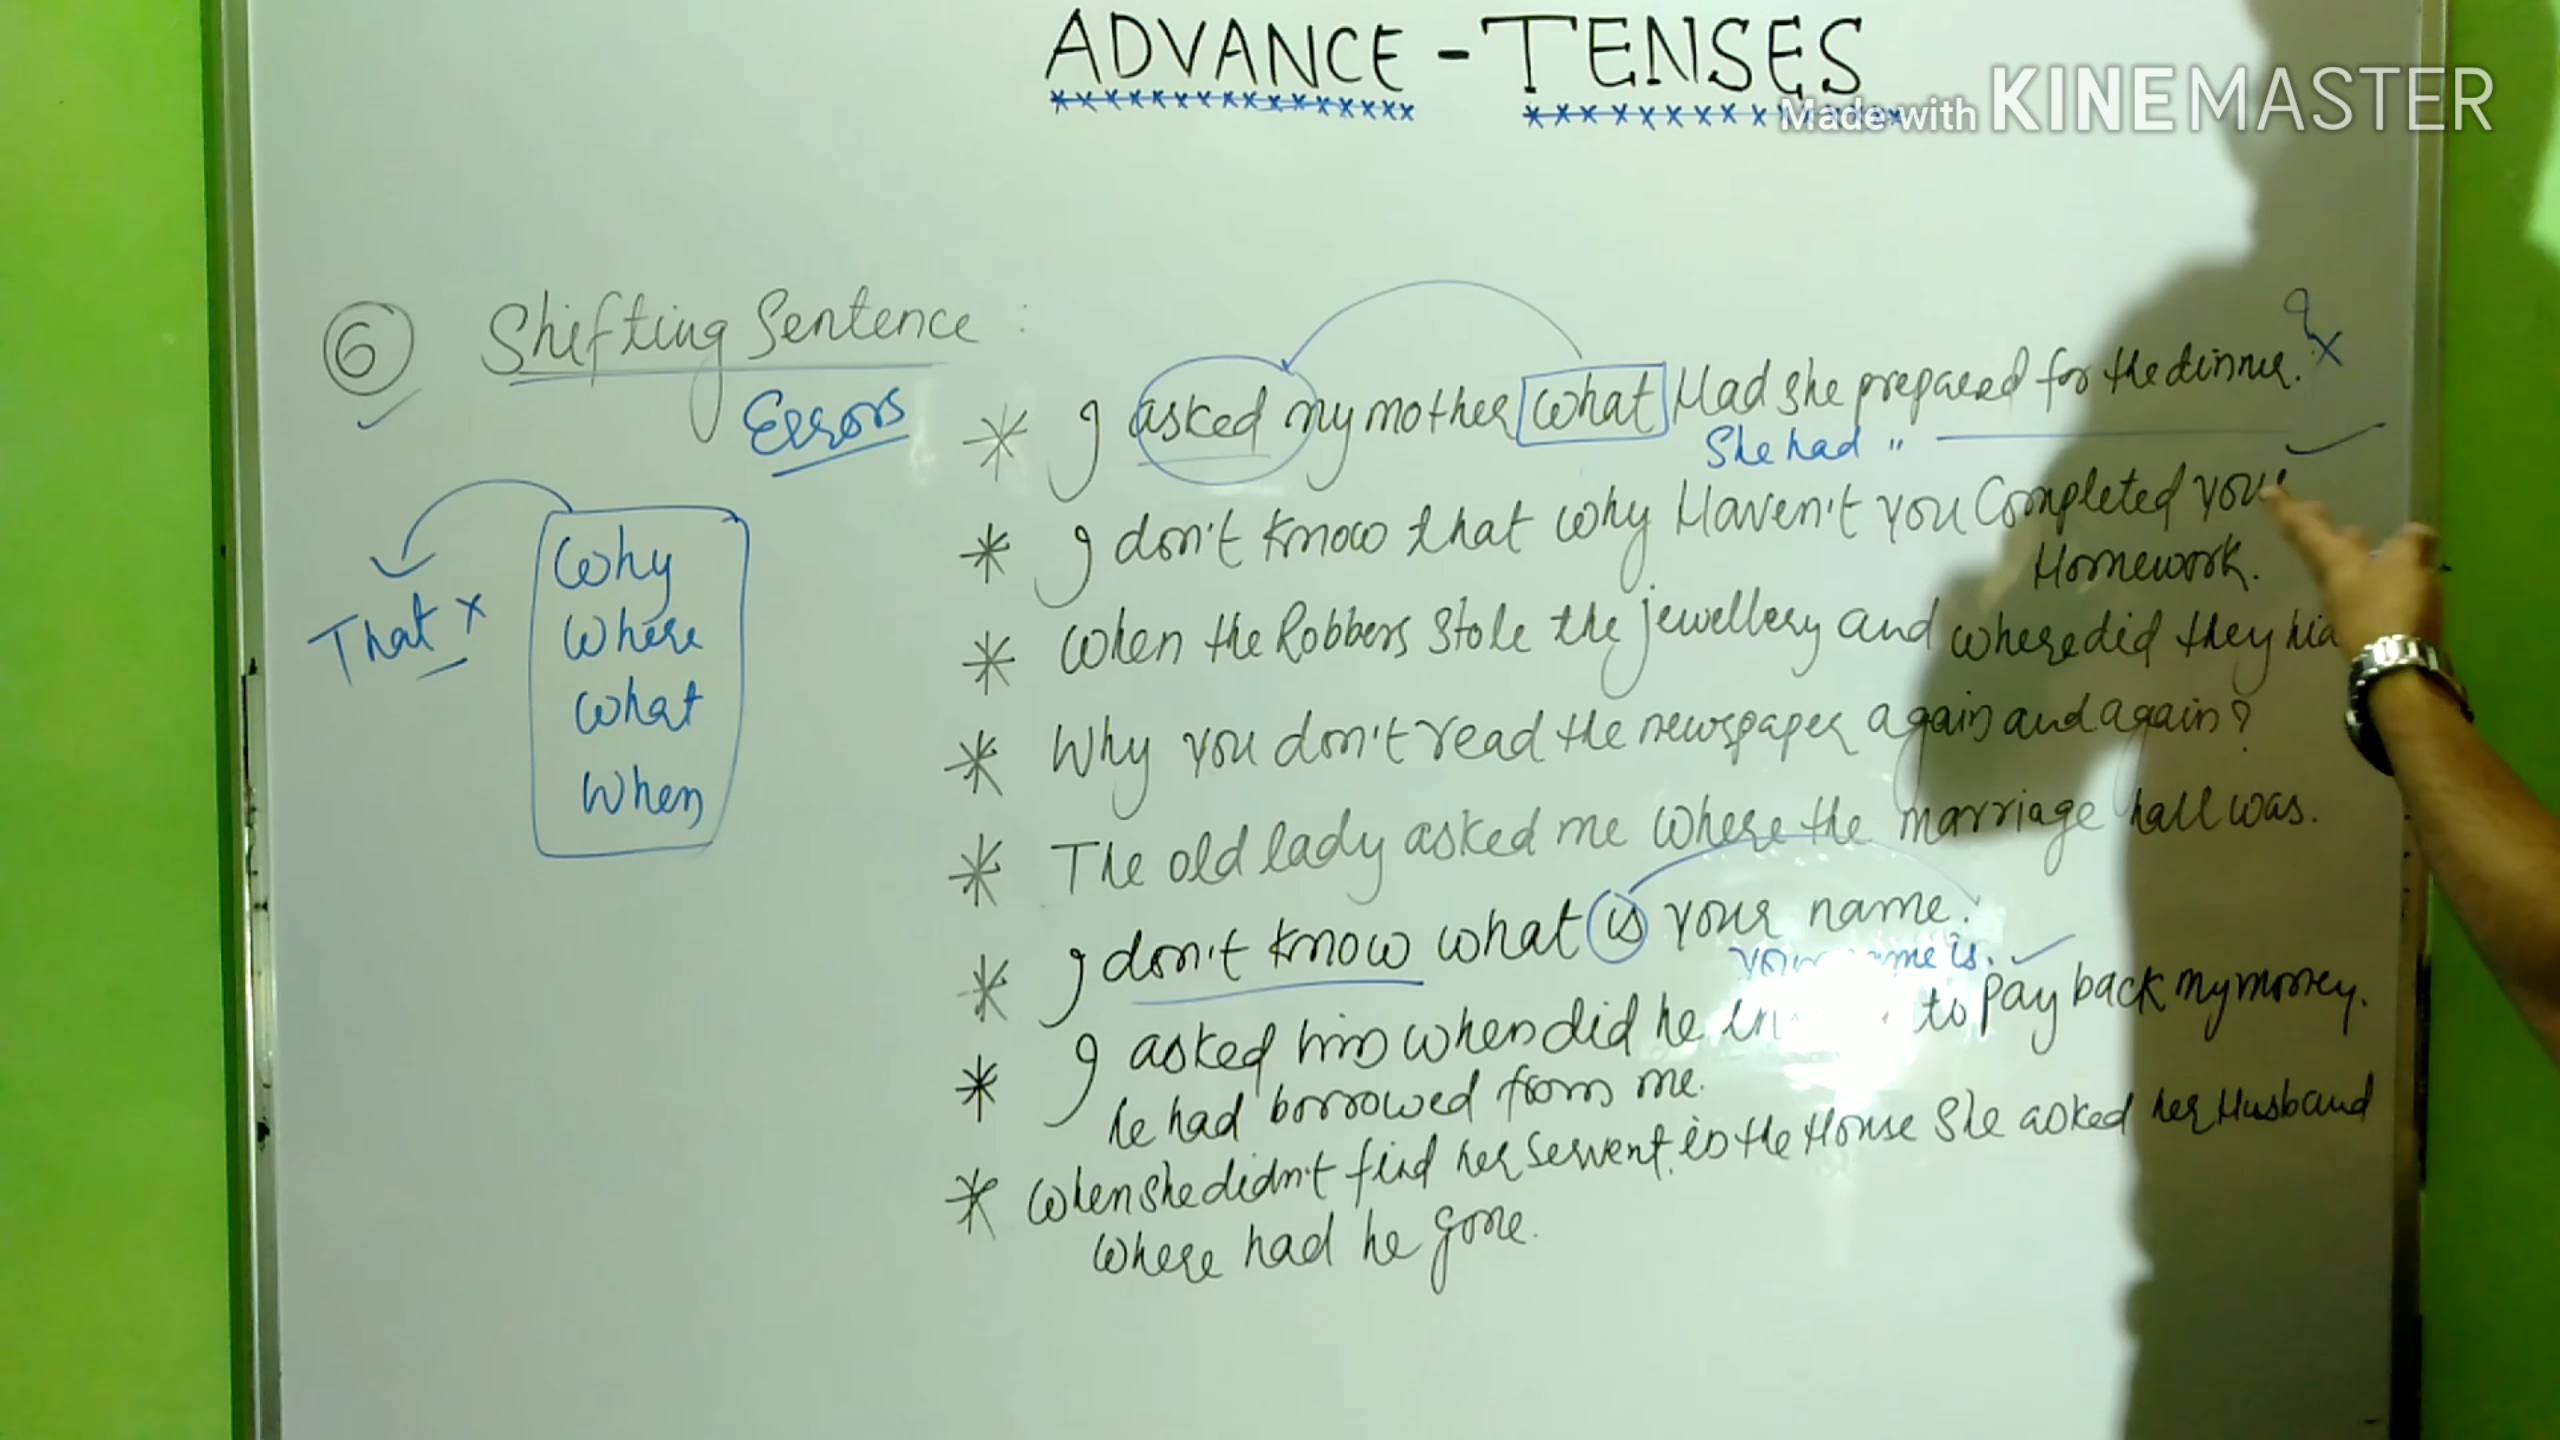 ADVANCE - TENSES
Made with KINEMASTER
6 Shifting Sentence :
Errors
That x
Why
Where
What
When
* I asked my mother what Had she prepared for the dinner. ? x
She had "
* I don't know that why Haven't you Completed your
Homework.
* When the Robbers stole the jewellery and where did they hid
* Why you don't read the newspaper again and again?
* The old lady asked me where the marriage hall was.
* I don't know what is your name.
your name is.
* I asked him when did he to pay back my money.
he had borrowed from me.
* When she didn't find her servent in the House She asked her Husband
where had he gone.